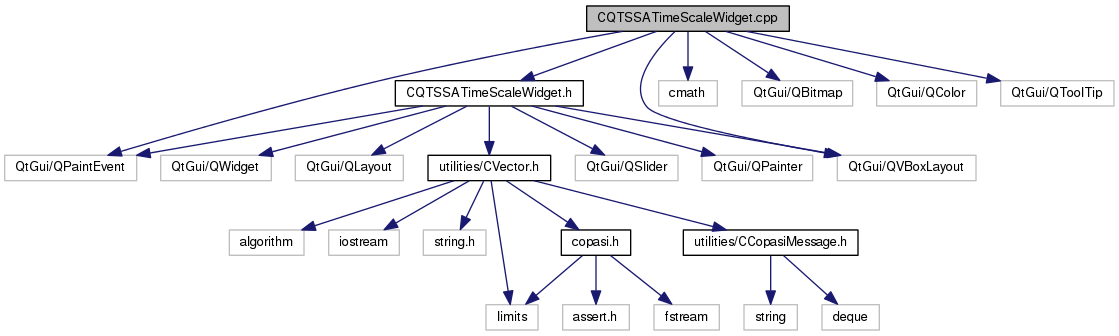 CQTSSATimeScaleWidget.cpp
CQTSSATimeScaleWidget.h
cmath
QtGui/QBitmap
QtGui/QColor
QtGui/QToolTip
QtGui/QPaintEvent
QtGui/QWidget
QtGui/QLayout
utilities/CVector.h
QtGui/QSlider
QtGui/QPainter
QtGui/QVBoxLayout
algorithm
iostream
string.h
copasi.h
utilities/CCopasiMessage.h
limits
assert.h
fstream
string
deque